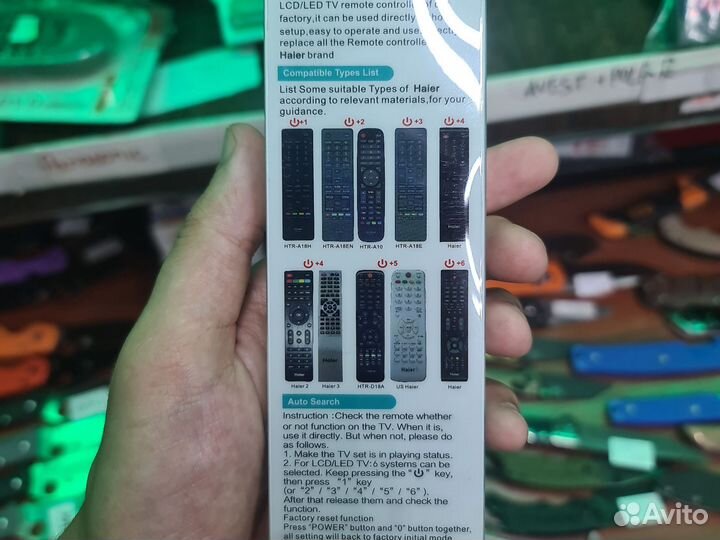 LCD/LED TV remote controller of
factory,it can be used directly
setup,easy to operate and use
replace all the Remote controlle
Haier brand
Compatible Types List
List Some suitable Types of Haier
according to relevant materials,for your
guidance.
⏻+1 ⏻+2 ⏻+3 ⏻+4
HTR-A18H HTR-A18EN HTR-A10 HTR-A18E Haier
⏻+4 ⏻+5 ⏻+6
Haier
Haier 2 Haier 3 HTR-D18A US Haier Haier
Auto Search
Instruction :Check the remote whether
or not function on the TV. When it is,
use it directly. But when not, please do
as follows.
1. Make the TV set is in playing status.
2. For LCD/LED TV:6 systems can be
selected. Keep pressing the "⏻" key,
then press "1" key
(or "2" / "3" / "4" / "5" / "6" ).
After that release them and check the
function.
Factory reset function
Press "POWER" button and "0" button together,
all setting will back to factory initial mode.
Avito